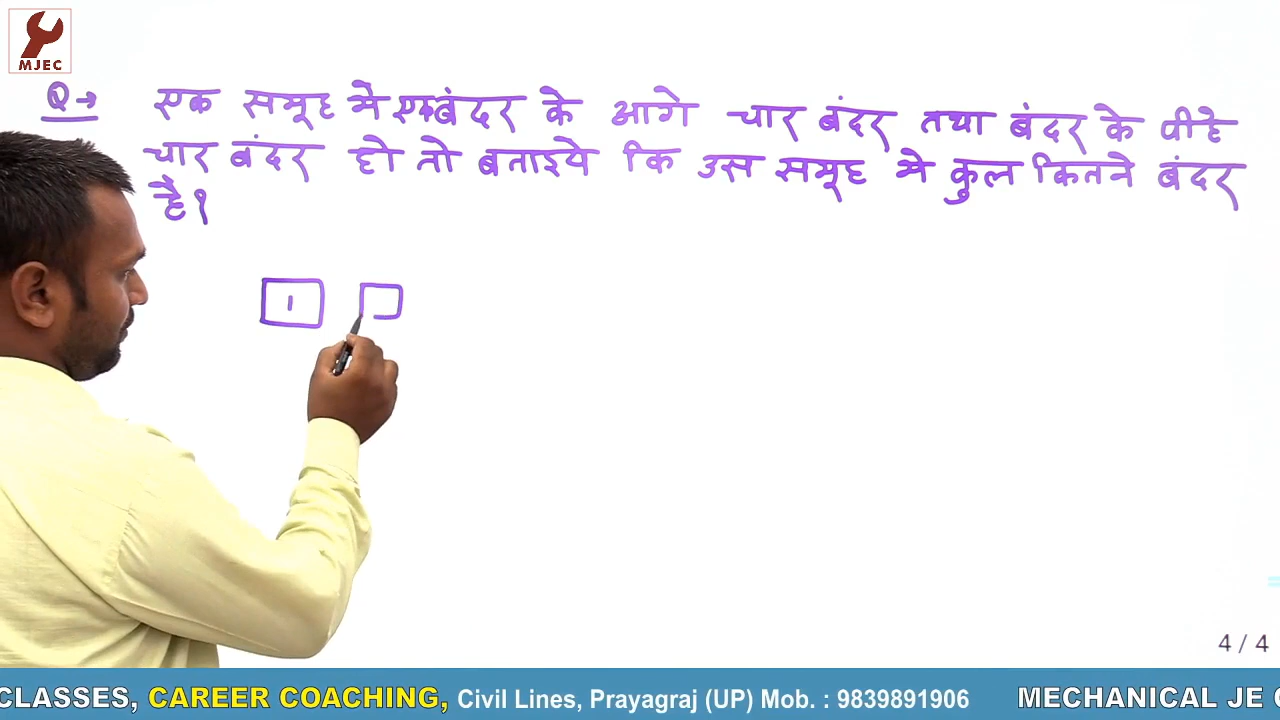 MJEC
Q→ एक समूह मे एक बंदर के आगे चार बंदर तथा बंदर के पीछे
चार बंदर हो तो बताइये कि उस समूह मे कुल कितने बंदर
है?
1
4 / 4
CLASSES, CAREER COACHING, Civil Lines, Prayagraj (UP) Mob. : 9839891906 MECHANICAL JE